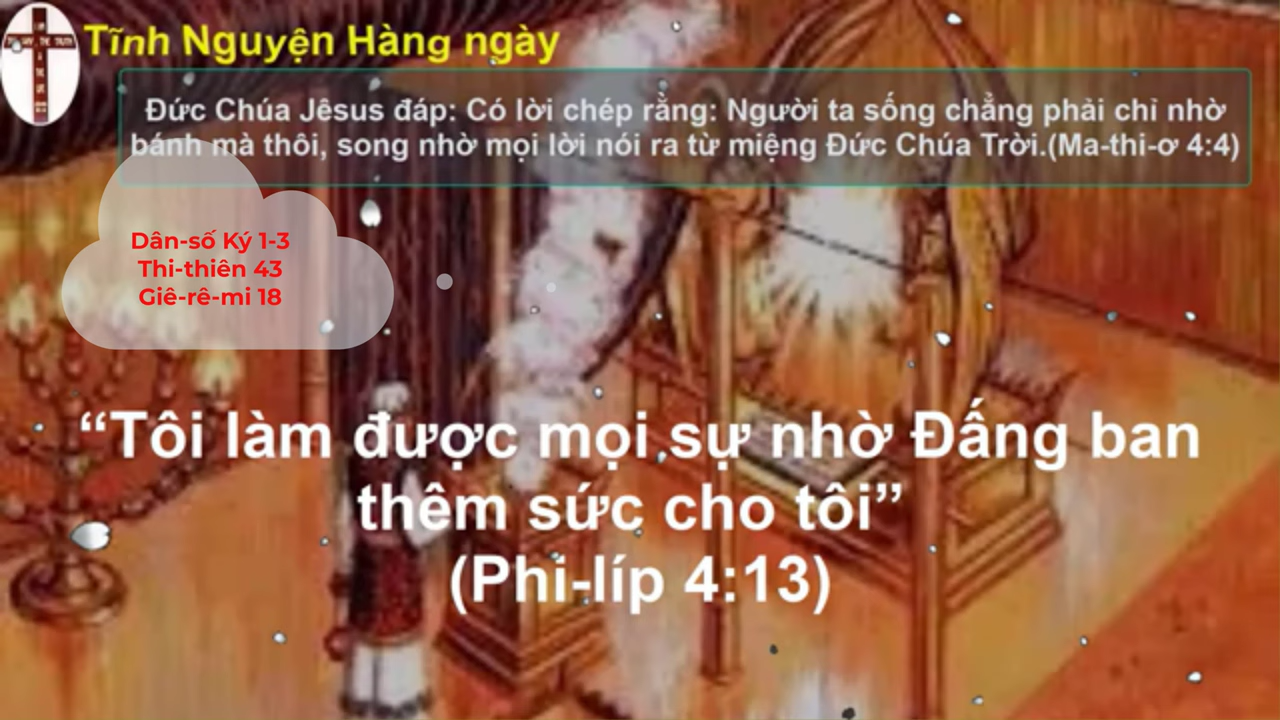 Tĩnh Nguyện Hàng ngày
Đức Chúa Jêsus đáp: Có lời chép rằng: Người ta sống chẳng phải chỉ nhờ
bánh mà thôi, song nhờ mọi lời nói ra từ miệng Đức Chúa Trời.(Ma-thi-ơ 4:4)
Dân-số Ký 1-3
Thi-thiên 43
Giê-rê-mi 18
“Tôi làm được mọi sự nhờ Đấng ban
thêm sức cho tôi”
(Phi-líp 4:13)